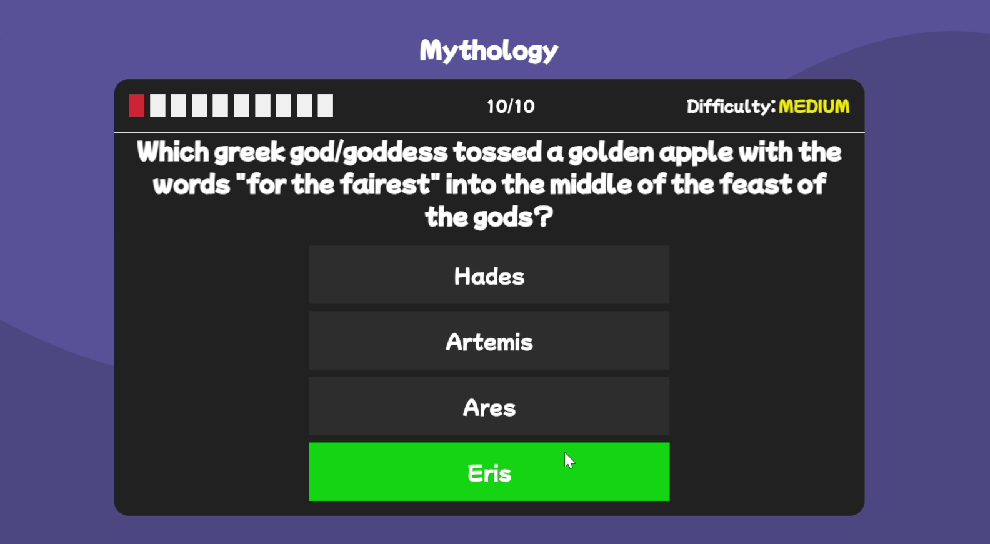 Mythology
10/10
Difficulty: MEDIUM
Which greek god/goddess tossed a golden apple with the
words "for the fairest" into the middle of the feast of
the gods?
Hades
Artemis
Ares
Eris